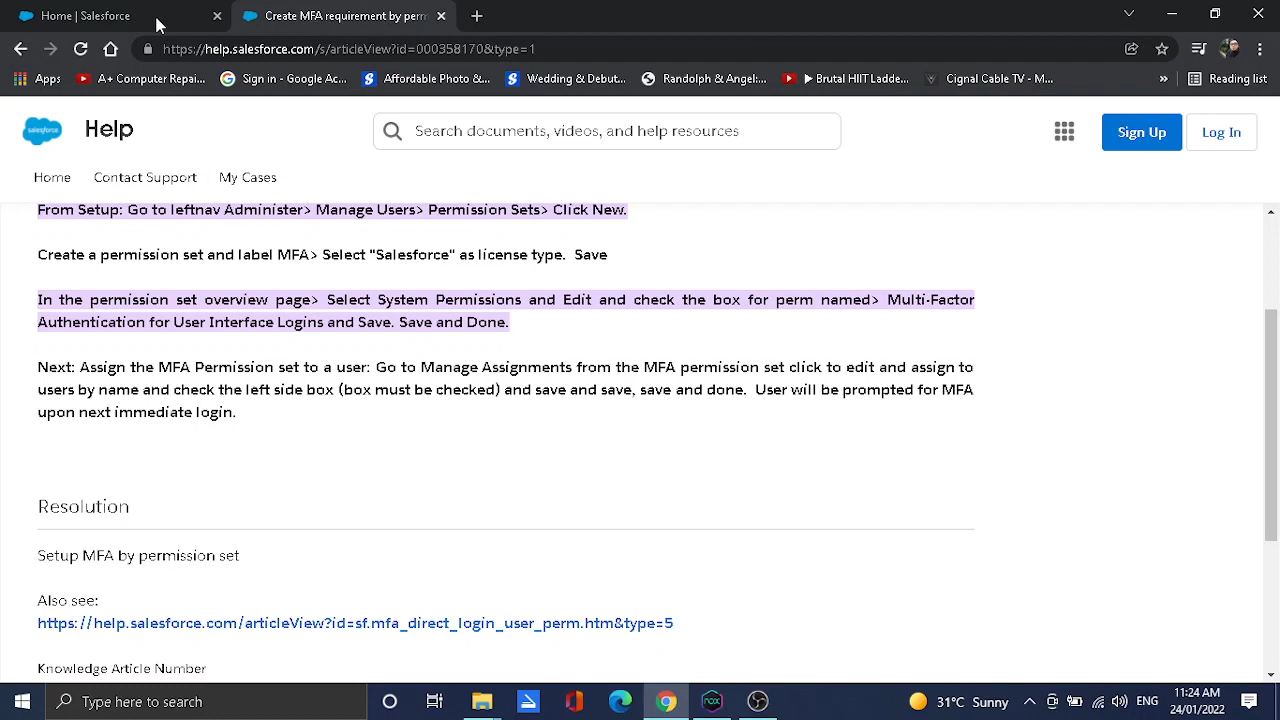 Home | Salesforce
Create MFA requirement by perm
https://help.salesforce.com/s/articleView?id=000358170&type=1
Apps
A+ Computer Repai...
Sign in - Google Ac...
Affordable Photo &...
Wedding & Debut...
Randolph & Angel:...
▶ Brutal HIIT Ladde...
Cignal Cable TV - M...
»
Reading list
salesforce
Help
Search documents, videos, and help resources
Sign Up
Log In
Home
Contact Support
My Cases
From Setup: Go to leftnav Administer> Manage Users> Permission Sets> Click New.
Create a permission set and label MFA> Select "Salesforce" as license type. Save
In the permission set overview page> Select System Permissions and Edit and check the box for perm named> Multi-Factor
Authentication for User Interface Logins and Save. Save and Done.
Next: Assign the MFA Permission set to a user: Go to Manage Assignments from the MFA permission set click to edit and assign to
users by name and check the left side box (box must be checked) and save and save, save and done. User will be prompted for MFA
upon next immediate login.
Resolution
Setup MFA by permission set
Also see:
https://help.salesforce.com/articleView?id=sf.mfa_direct_login_user_perm.htm&type=5
Knowledge Article Number
Type here to search
31°C Sunny
ENG
11:24 AM
24/01/2022